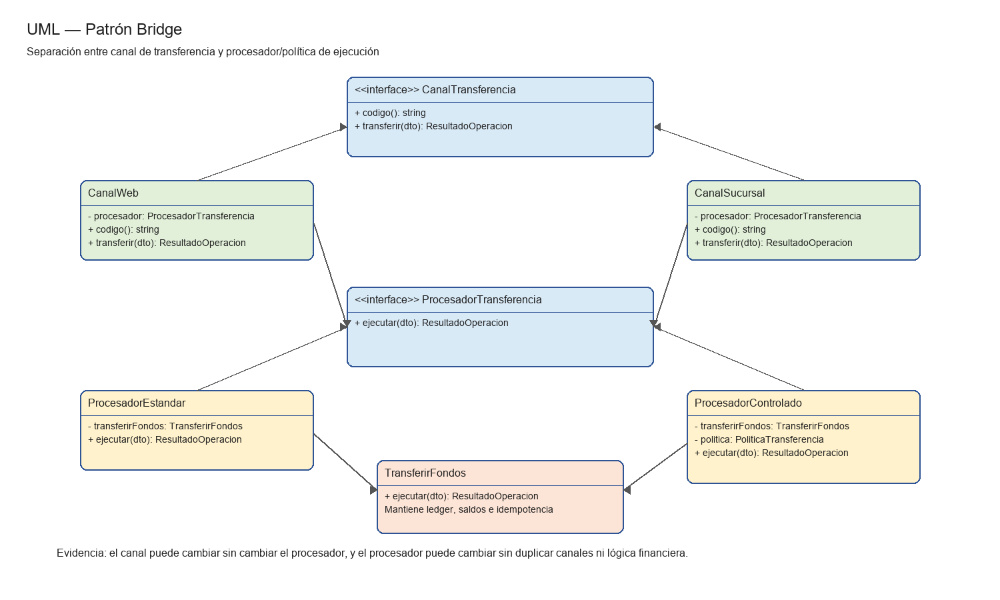 UML — Patrón Bridge
Separación entre canal de transferencia y procesador/política de ejecución
<<interface>> CanalTransferencia
+ codigo(): string
+ transferir(dto): ResultadoOperacion
CanalWeb
- procesador: ProcesadorTransferencia
+ codigo(): string
+ transferir(dto): ResultadoOperacion
CanalSucursal
- procesador: ProcesadorTransferencia
+ codigo(): string
+ transferir(dto): ResultadoOperacion
<<interface>> ProcesadorTransferencia
+ ejecutar(dto): ResultadoOperacion
ProcesadorEstandar
- transferirFondos: TransferirFondos
+ ejecutar(dto): ResultadoOperacion
ProcesadorControlado
- transferirFondos: TransferirFondos
- politica: PoliticaTransferencia
+ ejecutar(dto): ResultadoOperacion
TransferirFondos
+ ejecutar(dto): ResultadoOperacion
Mantiene ledger, saldos e idempotencia
Evidencia: el canal puede cambiar sin cambiar el procesador, y el procesador puede cambiar sin duplicar canales ni lógica financiera.